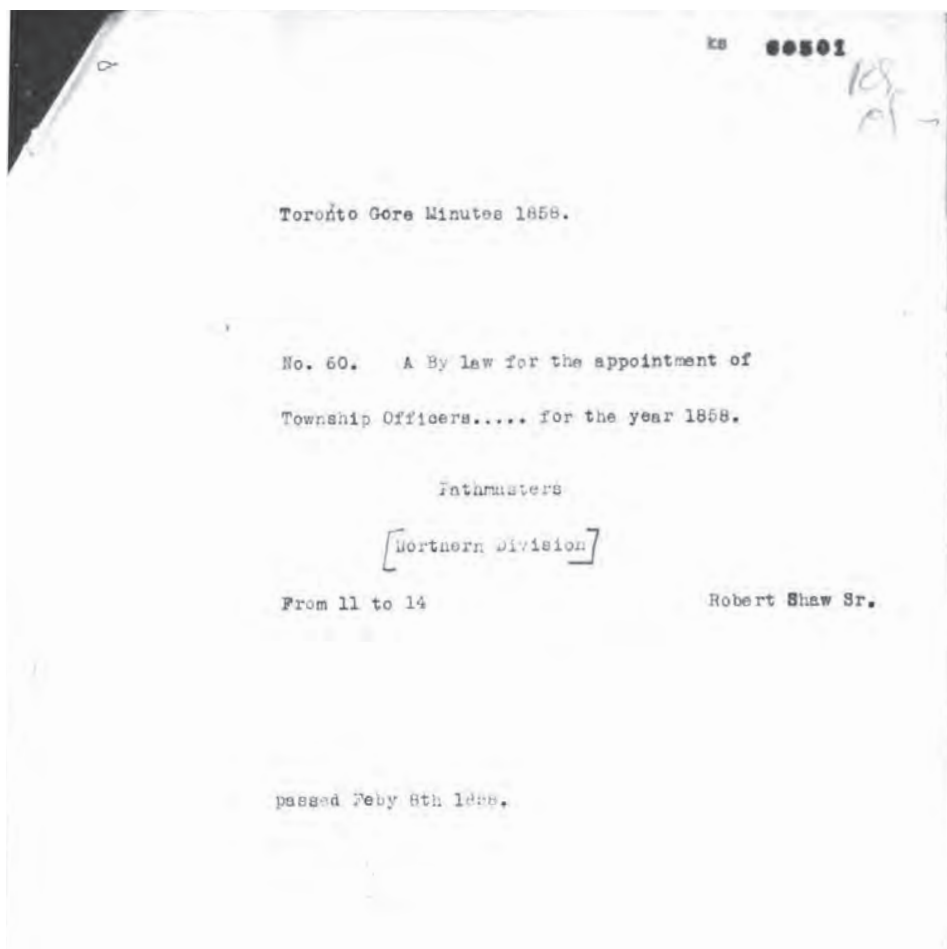 ks 60501
Toronto Gore Minutes 1858.
No. 60. A By law for the appointment of
Township Officers..... for the year 1858.
Pathmasters
[Northern Division]
From 11 to 14 Robert Shaw Sr.
passed Feby 8th 1858.